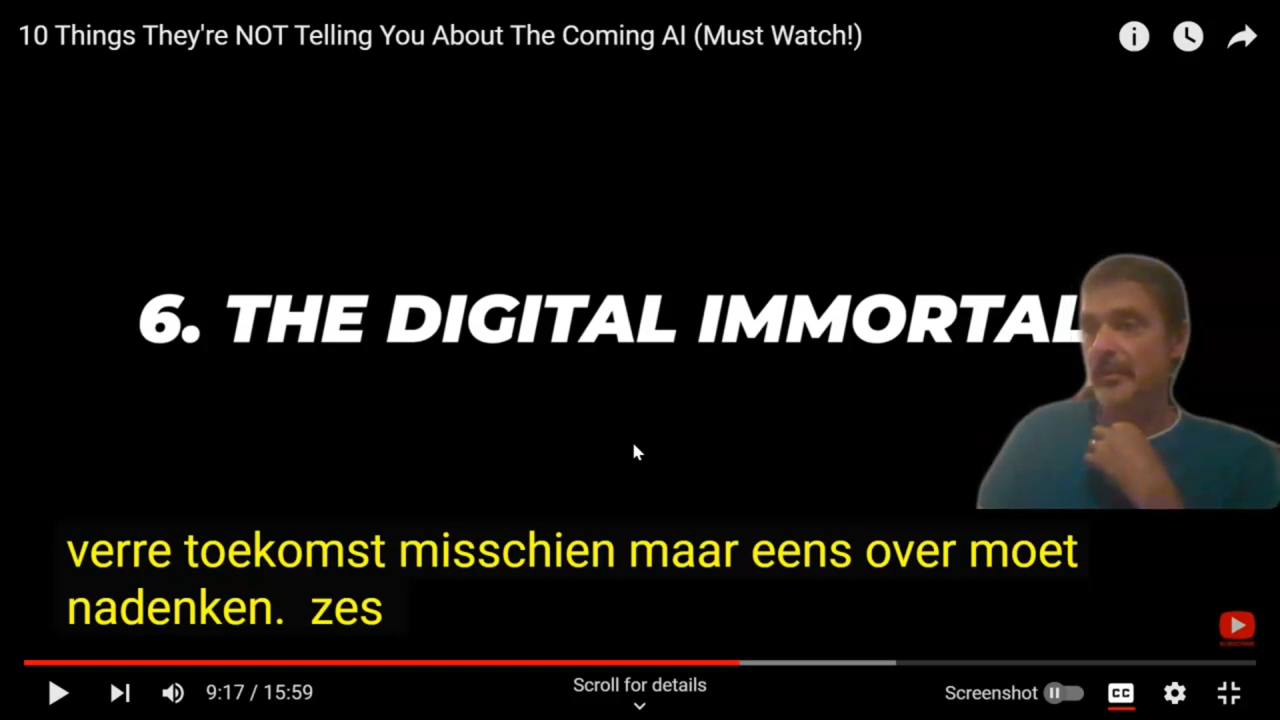 10 Things They're NOT Telling You About The Coming AI (Must Watch!)
6. THE DIGITAL IMMORTAL
verre toekomst misschien maar eens over moet
nadenken. zes
9:17 / 15:59
Scroll for details
Screenshot
CC